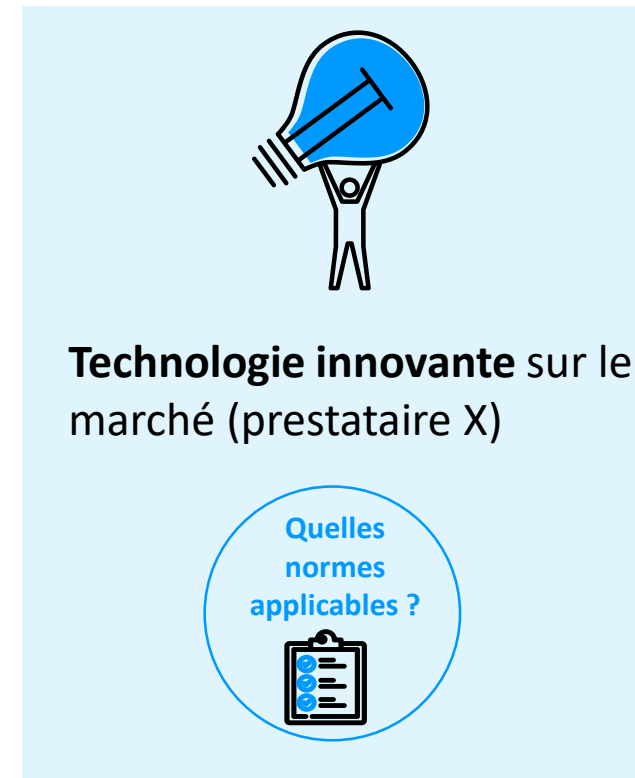 Technologie innovante sur le
marché (prestataire X)
Quelles
normes
applicables ?